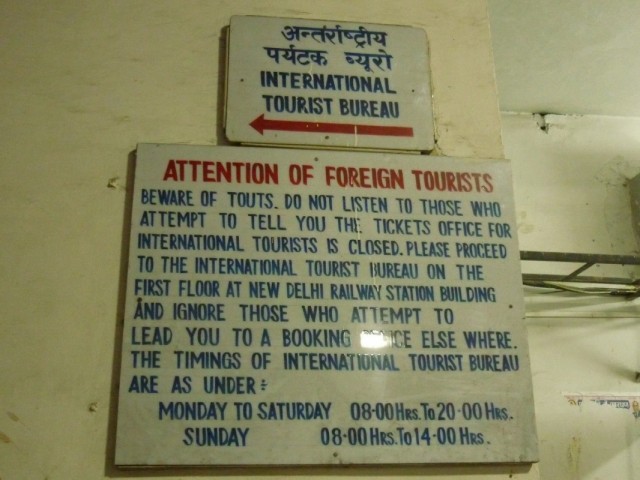 अन्तर्राष्ट्रीय
पर्यटक ब्यूरो
INTERNATIONAL
TOURIST BUREAU
ATTENTION OF FOREIGN TOURISTS
BEWARE OF TOUTS. DO NOT LISTEN TO THOSE WHO
ATTEMPT TO TELL YOU THE TICKETS OFFICE FOR
INTERNATIONAL TOURISTS IS CLOSED. PLEASE PROCEED
TO THE INTERNATIONAL TOURIST BUREAU ON THE
FIRST FLOOR AT NEW DELHI RAILWAY STATION BUILDING
AND IGNORE THOSE WHO ATTEMPT TO
LEAD YOU TO A BOOKING OFFICE ELSE WHERE.
THE TIMINGS OF INTERNATIONAL TOURIST BUREAU
ARE AS UNDER ÷
MONDAY TO SATURDAY 08-00 HRS. TO 20-00 HRS.
SUNDAY 08-00 HRS. TO 14-00 HRS.